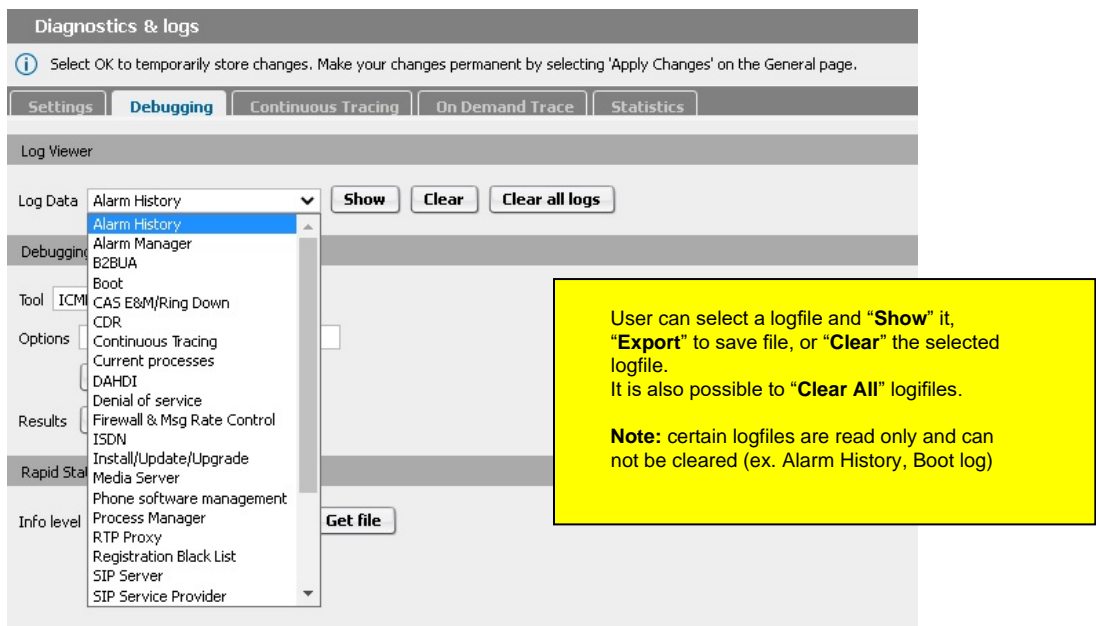 Diagnostics & logs
Select OK to temporarily store changes. Make your changes permanent by selecting 'Apply Changes' on the General page.
Settings Debugging Continuous Tracing On Demand Trace Statistics
Log Viewer
Log Data Alarm History Show Clear Clear all logs
Alarm History
Alarm Manager
B2BUA
Boot
CAS E&M/Ring Down
CDR
Continuous Tracing
Current processes
DAHDI
Denial of service
Firewall & Msg Rate Control
ISDN
Install/Update/Upgrade
Media Server
Phone software management
Process Manager
RTP Proxy
Registration Black List
SIP Server
SIP Service Provider
Debugging
Tool
Options
Results
Rapid
Info level Get file
User can select a logfile and “Show” it,
“Export” to save file, or “Clear” the selected
logfile.
It is also possible to “Clear All” logifiles.
Note: certain logfiles are read only and can
not be cleared (ex. Alarm History, Boot log)